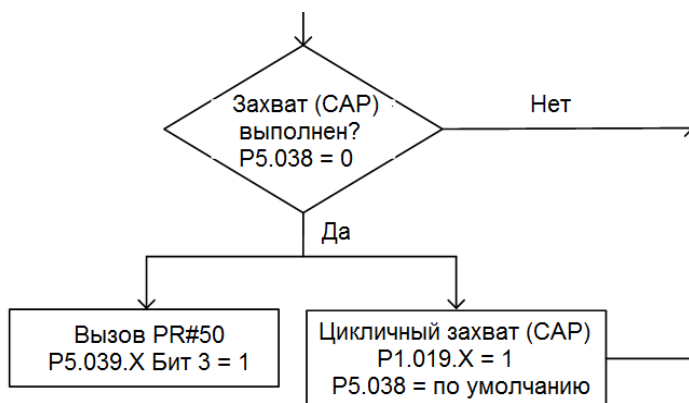 Захват (CAP)
выполнен?
P5.038 = 0
Нет
Да
Вызов PR#50
P5.039.X Бит 3 = 1
Цикличный захват (CAP)
P1.019.X = 1
P5.038 = по умолчанию